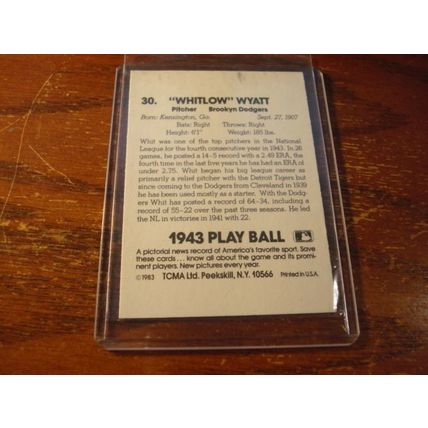 30. "WHITLOW" WYATT
Pitcher Brookyn Dodgers
Born: Kensington, Ga. Sept. 27, 1907
Bats: Right Throws: Right
Height: 6'1" Weight: 185 lbs.
Whit was one of top pitchers in the National
League for the fourth consecutive year in
1943. In 26
games, he posted a 14-5 record with a 2.49 ERA, the
fourth time in the last five years he has had an ERA of
under 2.75. Whit began his big league career as
primarily a relief pitcher with the Detroit Tigers but
since coming to the Dodgers from Cleveland in 1939
he has been used mostly as a starter. With the Dodg-
ers Whit has posted a record of 64-34, including a
record of 55-22 over the past three seasons. He led
the NL in victories in 1941 with 22.
1943 PLAY BALL
A pictorial news record of America's favorite sport. Save
these cards . . . know all about the game and its promi-
nent players. New pictures every year.
©1983 TCMA Ltd. Peekskill, N.Y. 10566 Printed in U.S.A.